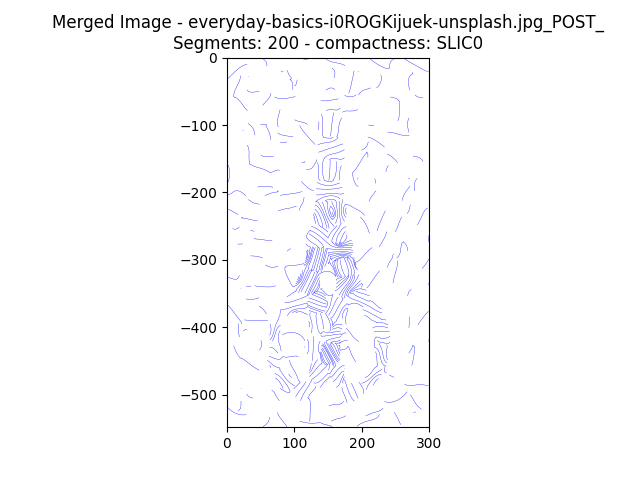 Merged Image - everyday-basics-i0ROGKijuek-unsplash.jpg_POST_
Segments: 200 - compactness: SLIC0
0
−100
−200
−300
−400
−500
0 100 200 300